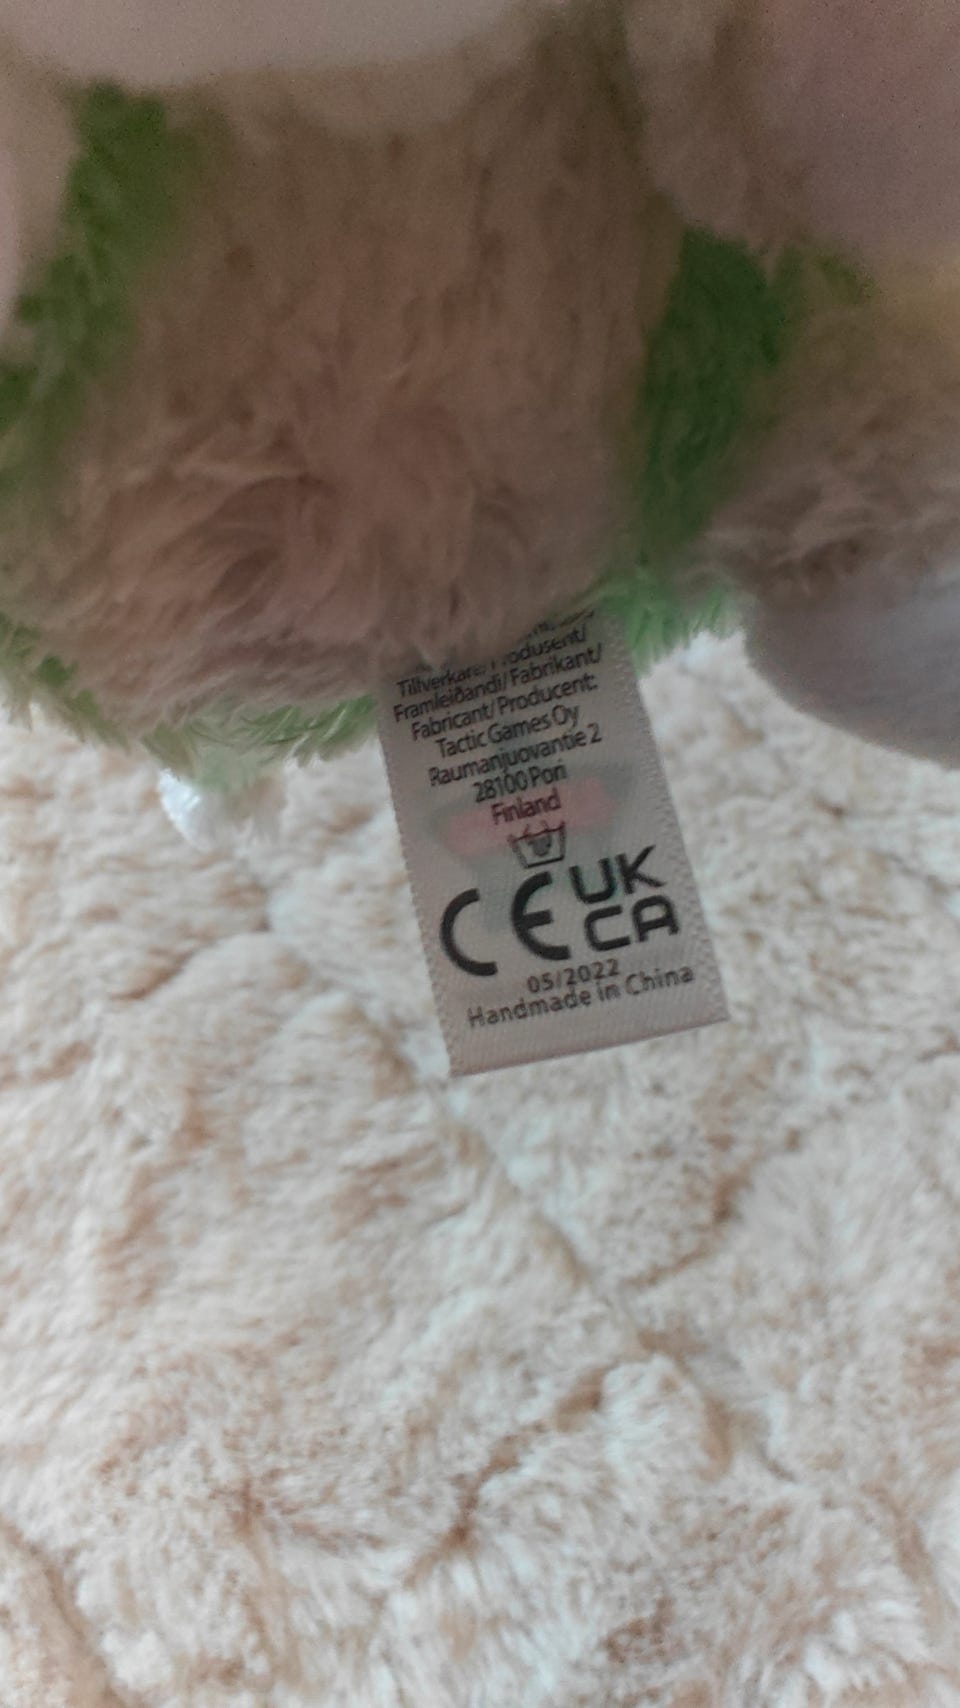 Tillverkare/Produsent/
Framleiðandi/Fabrikant/
Fabricant/Producent:
Tactic Games Oy
Raumanjuovantie 2
28100 Pori
Finland
CE UK
CA
05/2022
Handmade in China